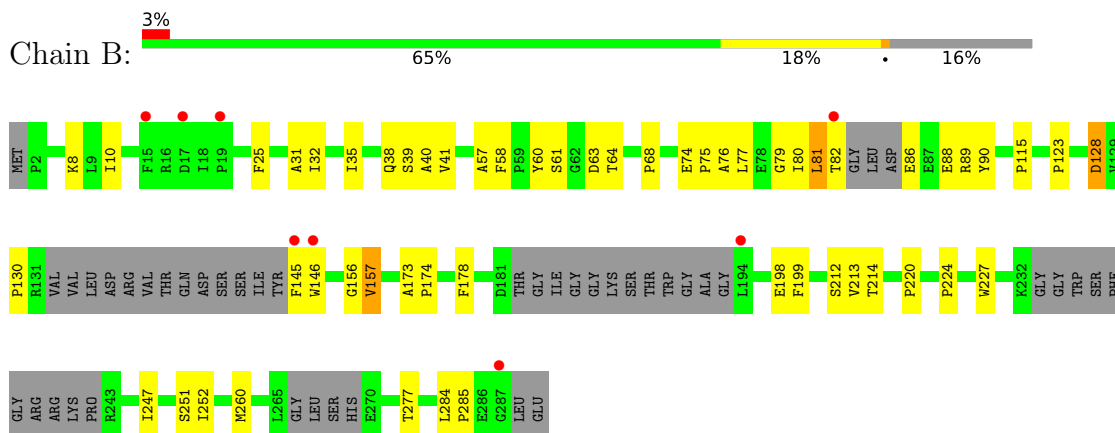 3%
Chain B:
65% 18% • 16%
MET P2 K8 L9 I10 F15 R16 D17 I18 P19 F25 A31 I32 I35 Q38 S39 A40 V41 A57 F58 P59 Y60 S61 G62 D63 T64 P68 E74 P75 A76 L77 E78 G79 I80 L81 T82 GLY LEU ASP E86 E87 E88 R89 Y90 P115 P123 D128 V129
P130 R131 VAL VAL LEU ASP ARG VAL THR GLN ASP SER SER ILE TYR F145 W146 G156 V157 A173 P174 F178 D181 THR GLY ILE GLY GLY LYS SER THR TRP GLY ALA GLY L194 E198 F199 S212 V213 T214 P220 P224 W227 K232 GLY GLY TRP SER PHE
GLY ARG ARG LYS PRO R243 I247 S251 I252 M260 L265 GLY LEU SER HIS E270 T277 L284 P285 E286 G287 LEU GLU